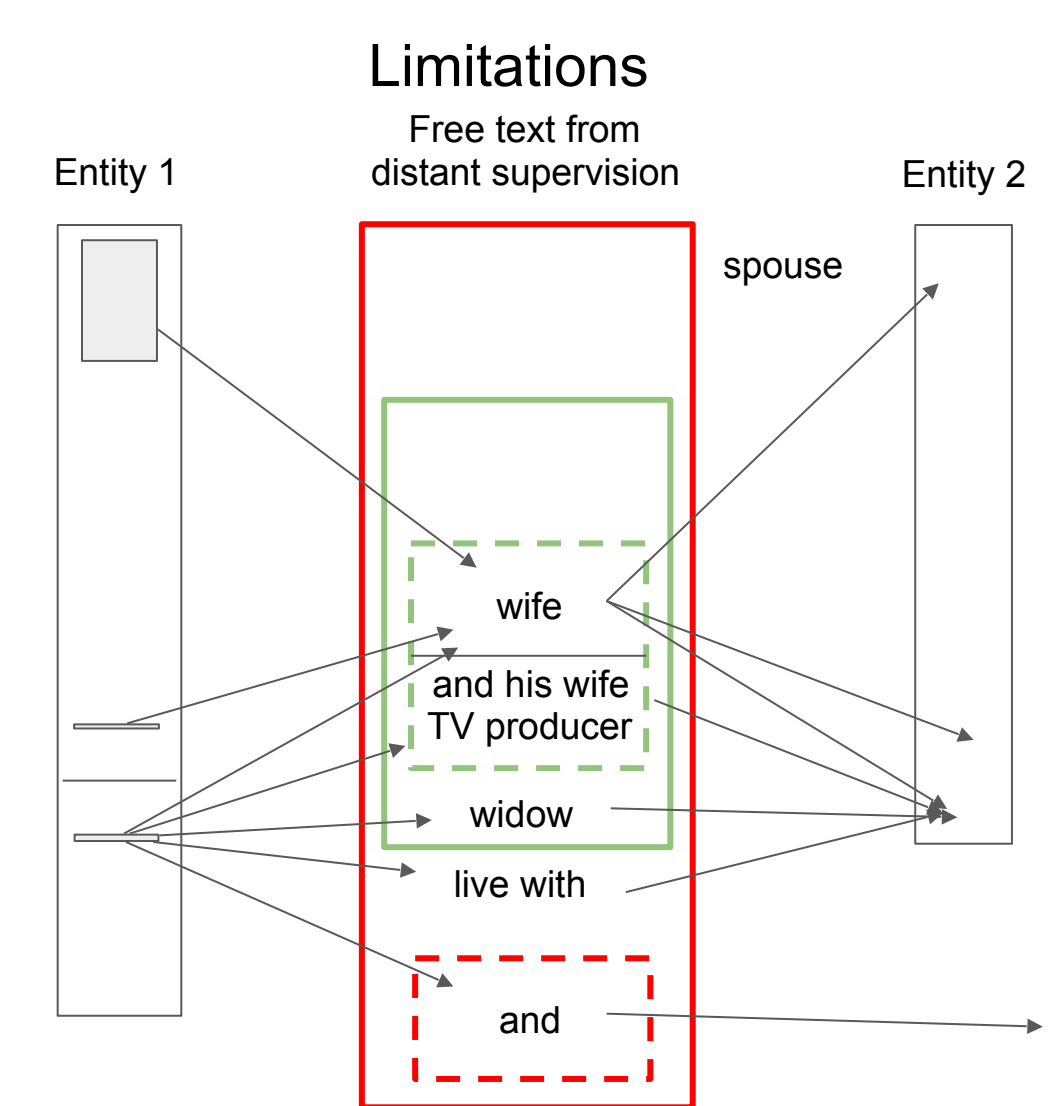 Limitations
Free text from
distant supervision
Entity 1
Entity 2
spouse
wife
and his wife
TV producer
widow
live with
and